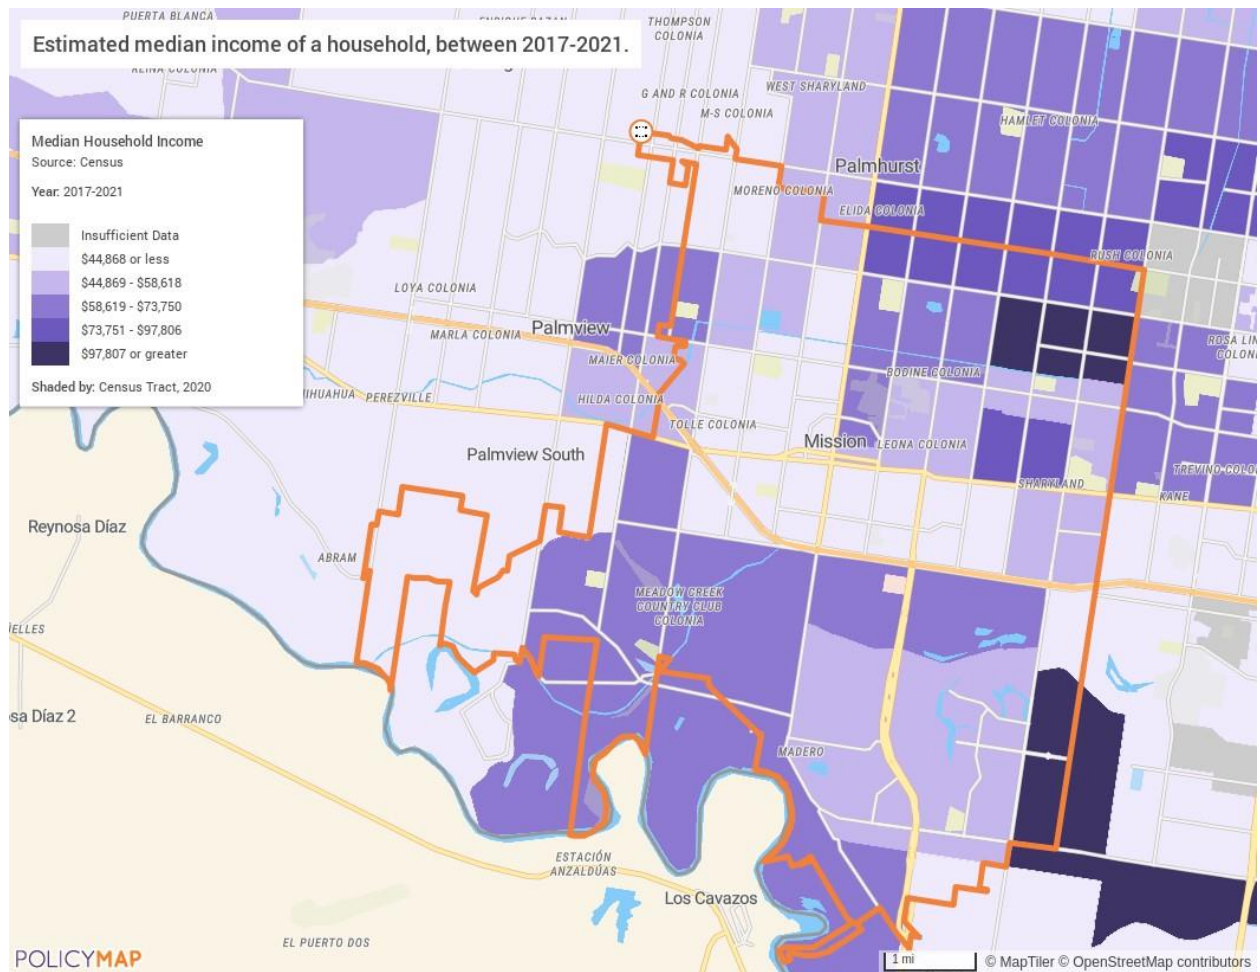 PUERTA BLANCA
THOMPSON
COLONIA
Estimated median income of a household, between 2017-2021.
G AND R COLONIA
WEST SHARYLAND
M-S COLONIA
HAMLET COLONIA
Median Household Income
Source: Census
Year: 2017-2021
Insufficient Data
$44,868 or less
$44,869 - $58,618
$58,619 - $73,750
$73,751 - $97,806
$97,807 or greater
Shaded by: Census Tract, 2020
Palmhurst
MORENO COLONIA
ELIDA COLONIA
RUSH COLONIA
LOYA COLONIA
Palmview
MARLA COLONIA
MAIER COLONIA
BODINE COLONIA
PEREZVILLE
HILDA COLONIA
TOLLE COLONIA
Mission
LEONA COLONIA
Palmview South
SHARYLAND
KANE
Reynosa Díaz
ABRAM
MEADOW CREEK
COUNTRY CLUB
COLONIA
EL BARRANCO
MADERO
ESTACIÓN
ANZALDÚAS
Los Cavazos
EL PUERTO DOS
POLICYMAP
1 mi
© MapTiler © OpenStreetMap contributors